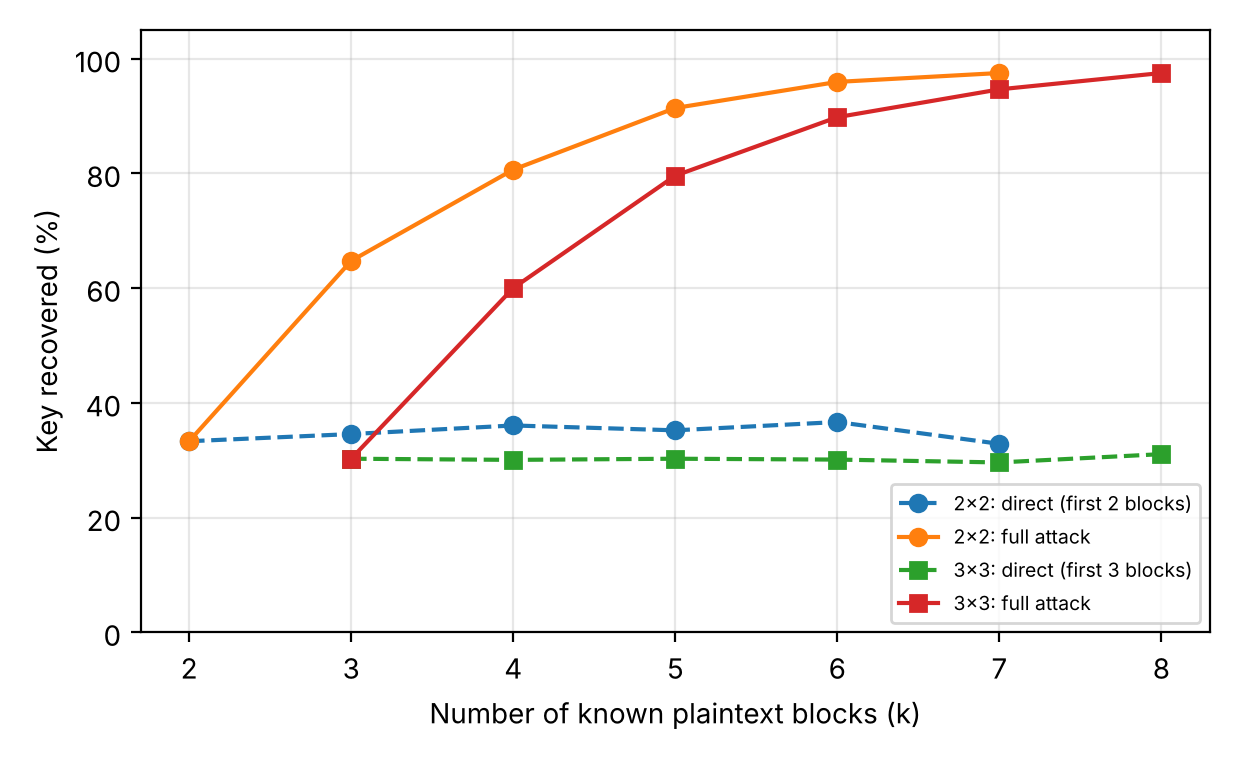 100
80
60
40
20
0
Key recovered (%)
2×2: direct (first 2 blocks)
2×2: full attack
3×3: direct (first 3 blocks)
3×3: full attack
2 3 4 5 6 7 8
Number of known plaintext blocks (k)